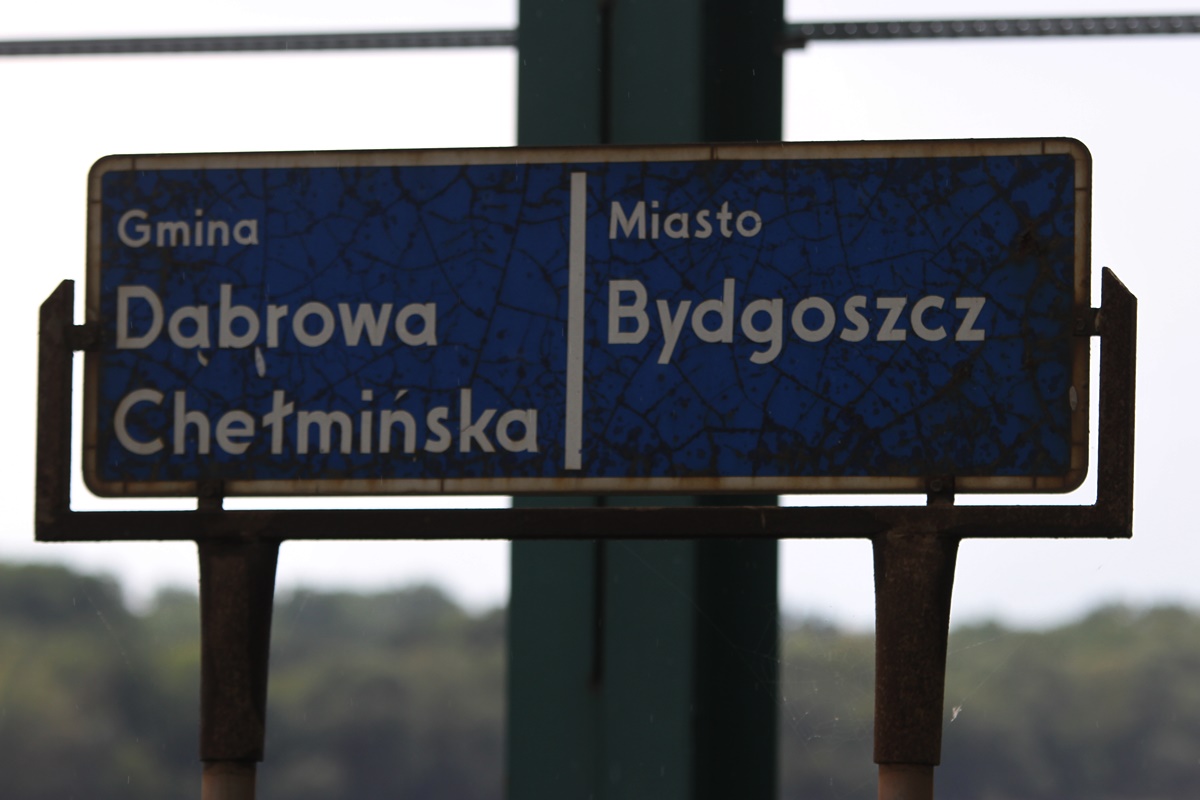 Gmina
Dąbrowa
Chełmińska
Miasto
Bydgoszcz